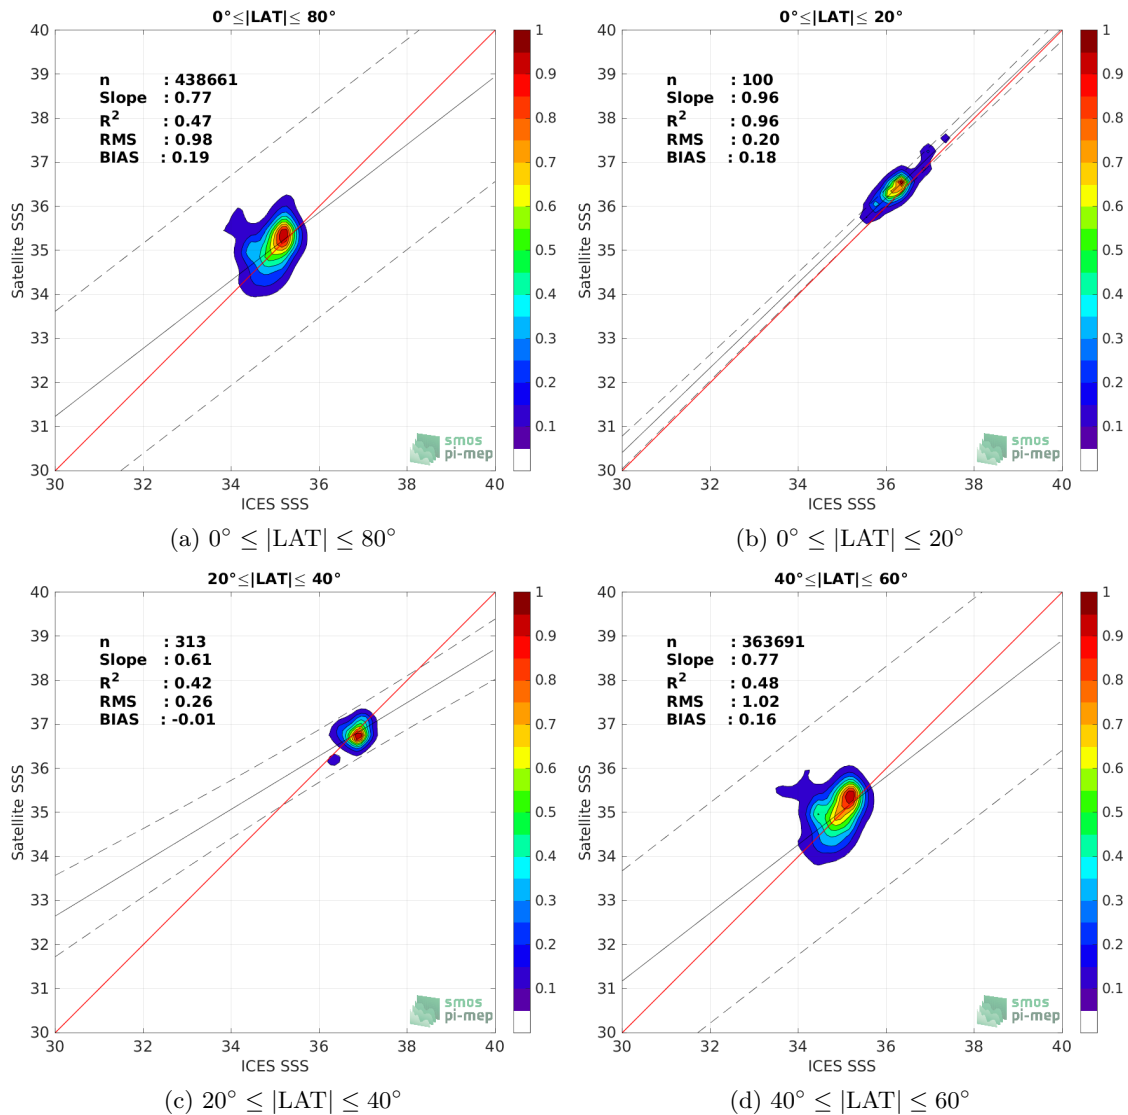 0°≤|LAT|≤ 80°
40
39
38
37
36
35
34
33
32
31
30
Satellite SSS
n : 438661
Slope : 0.77
R² : 0.47
RMS : 0.98
BIAS : 0.19
30 32 34 36 38 40
ICES SSS
1
0.9
0.8
0.7
0.6
0.5
0.4
0.3
0.2
0.1
smos
pi-mep
(a) 0° ≤ |LAT| ≤ 80°
0°≤|LAT|≤ 20°
40
39
38
37
36
35
34
33
32
31
30
Satellite SSS
n : 100
Slope : 0.96
R² : 0.96
RMS : 0.20
BIAS : 0.18
30 32 34 36 38 40
ICES SSS
1
0.9
0.8
0.7
0.6
0.5
0.4
0.3
0.2
0.1
smos
pi-mep
(b) 0° ≤ |LAT| ≤ 20°
20°≤|LAT|≤ 40°
40
39
38
37
36
35
34
33
32
31
30
Satellite SSS
n : 313
Slope : 0.61
R² : 0.42
RMS : 0.26
BIAS : -0.01
30 32 34 36 38 40
ICES SSS
1
0.9
0.8
0.7
0.6
0.5
0.4
0.3
0.2
0.1
smos
pi-mep
(c) 20° ≤ |LAT| ≤ 40°
40°≤|LAT|≤ 60°
40
39
38
37
36
35
34
33
32
31
30
Satellite SSS
n : 363691
Slope : 0.77
R² : 0.48
RMS : 1.02
BIAS : 0.16
30 32 34 36 38 40
ICES SSS
1
0.9
0.8
0.7
0.6
0.5
0.4
0.3
0.2
0.1
smos
pi-mep
(d) 40° ≤ |LAT| ≤ 60°